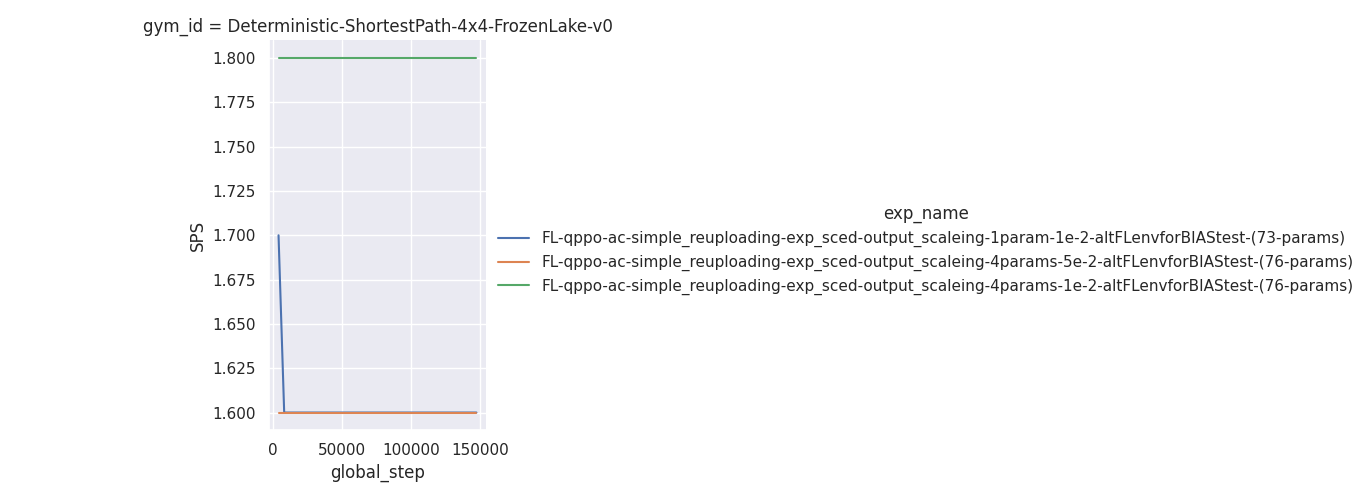 gym_id = Deterministic-ShortestPath-4x4-FrozenLake-v0
1.800
1.775
1.750
1.725
1.700
1.675
1.650
1.625
1.600
SPS
0
50000
100000
150000
global_step
exp_name
FL-qppo-ac-simple_reuploading-exp_sced-output_scaleing-1param-1e-2-altFLenvforBIAStest-(73-params)
FL-qppo-ac-simple_reuploading-exp_sced-output_scaleing-4params-5e-2-altFLenvforBIAStest-(76-params)
FL-qppo-ac-simple_reuploading-exp_sced-output_scaleing-4params-1e-2-altFLenvforBIAStest-(76-params)